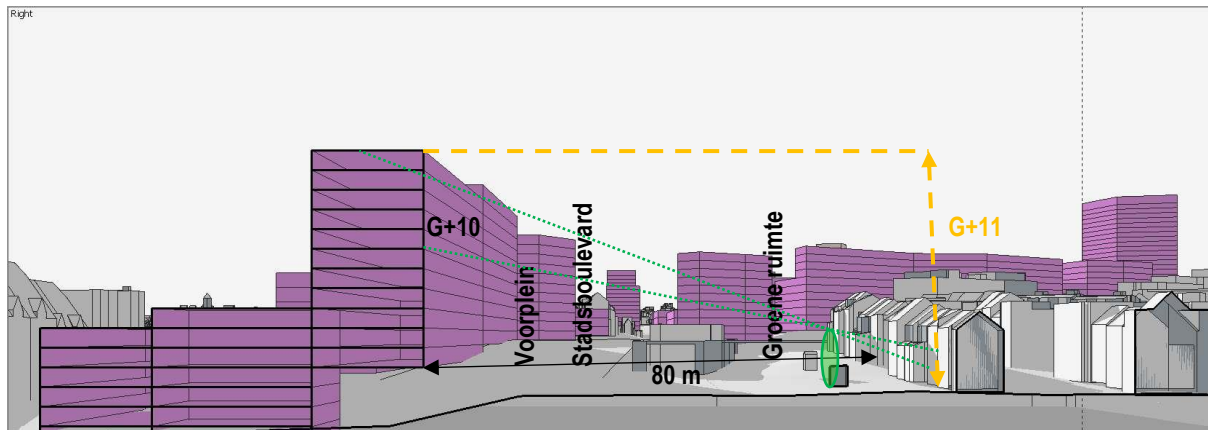 Right
G+10
Voorplein
Stadsboulevard
Groene ruimte
G+11
80 m